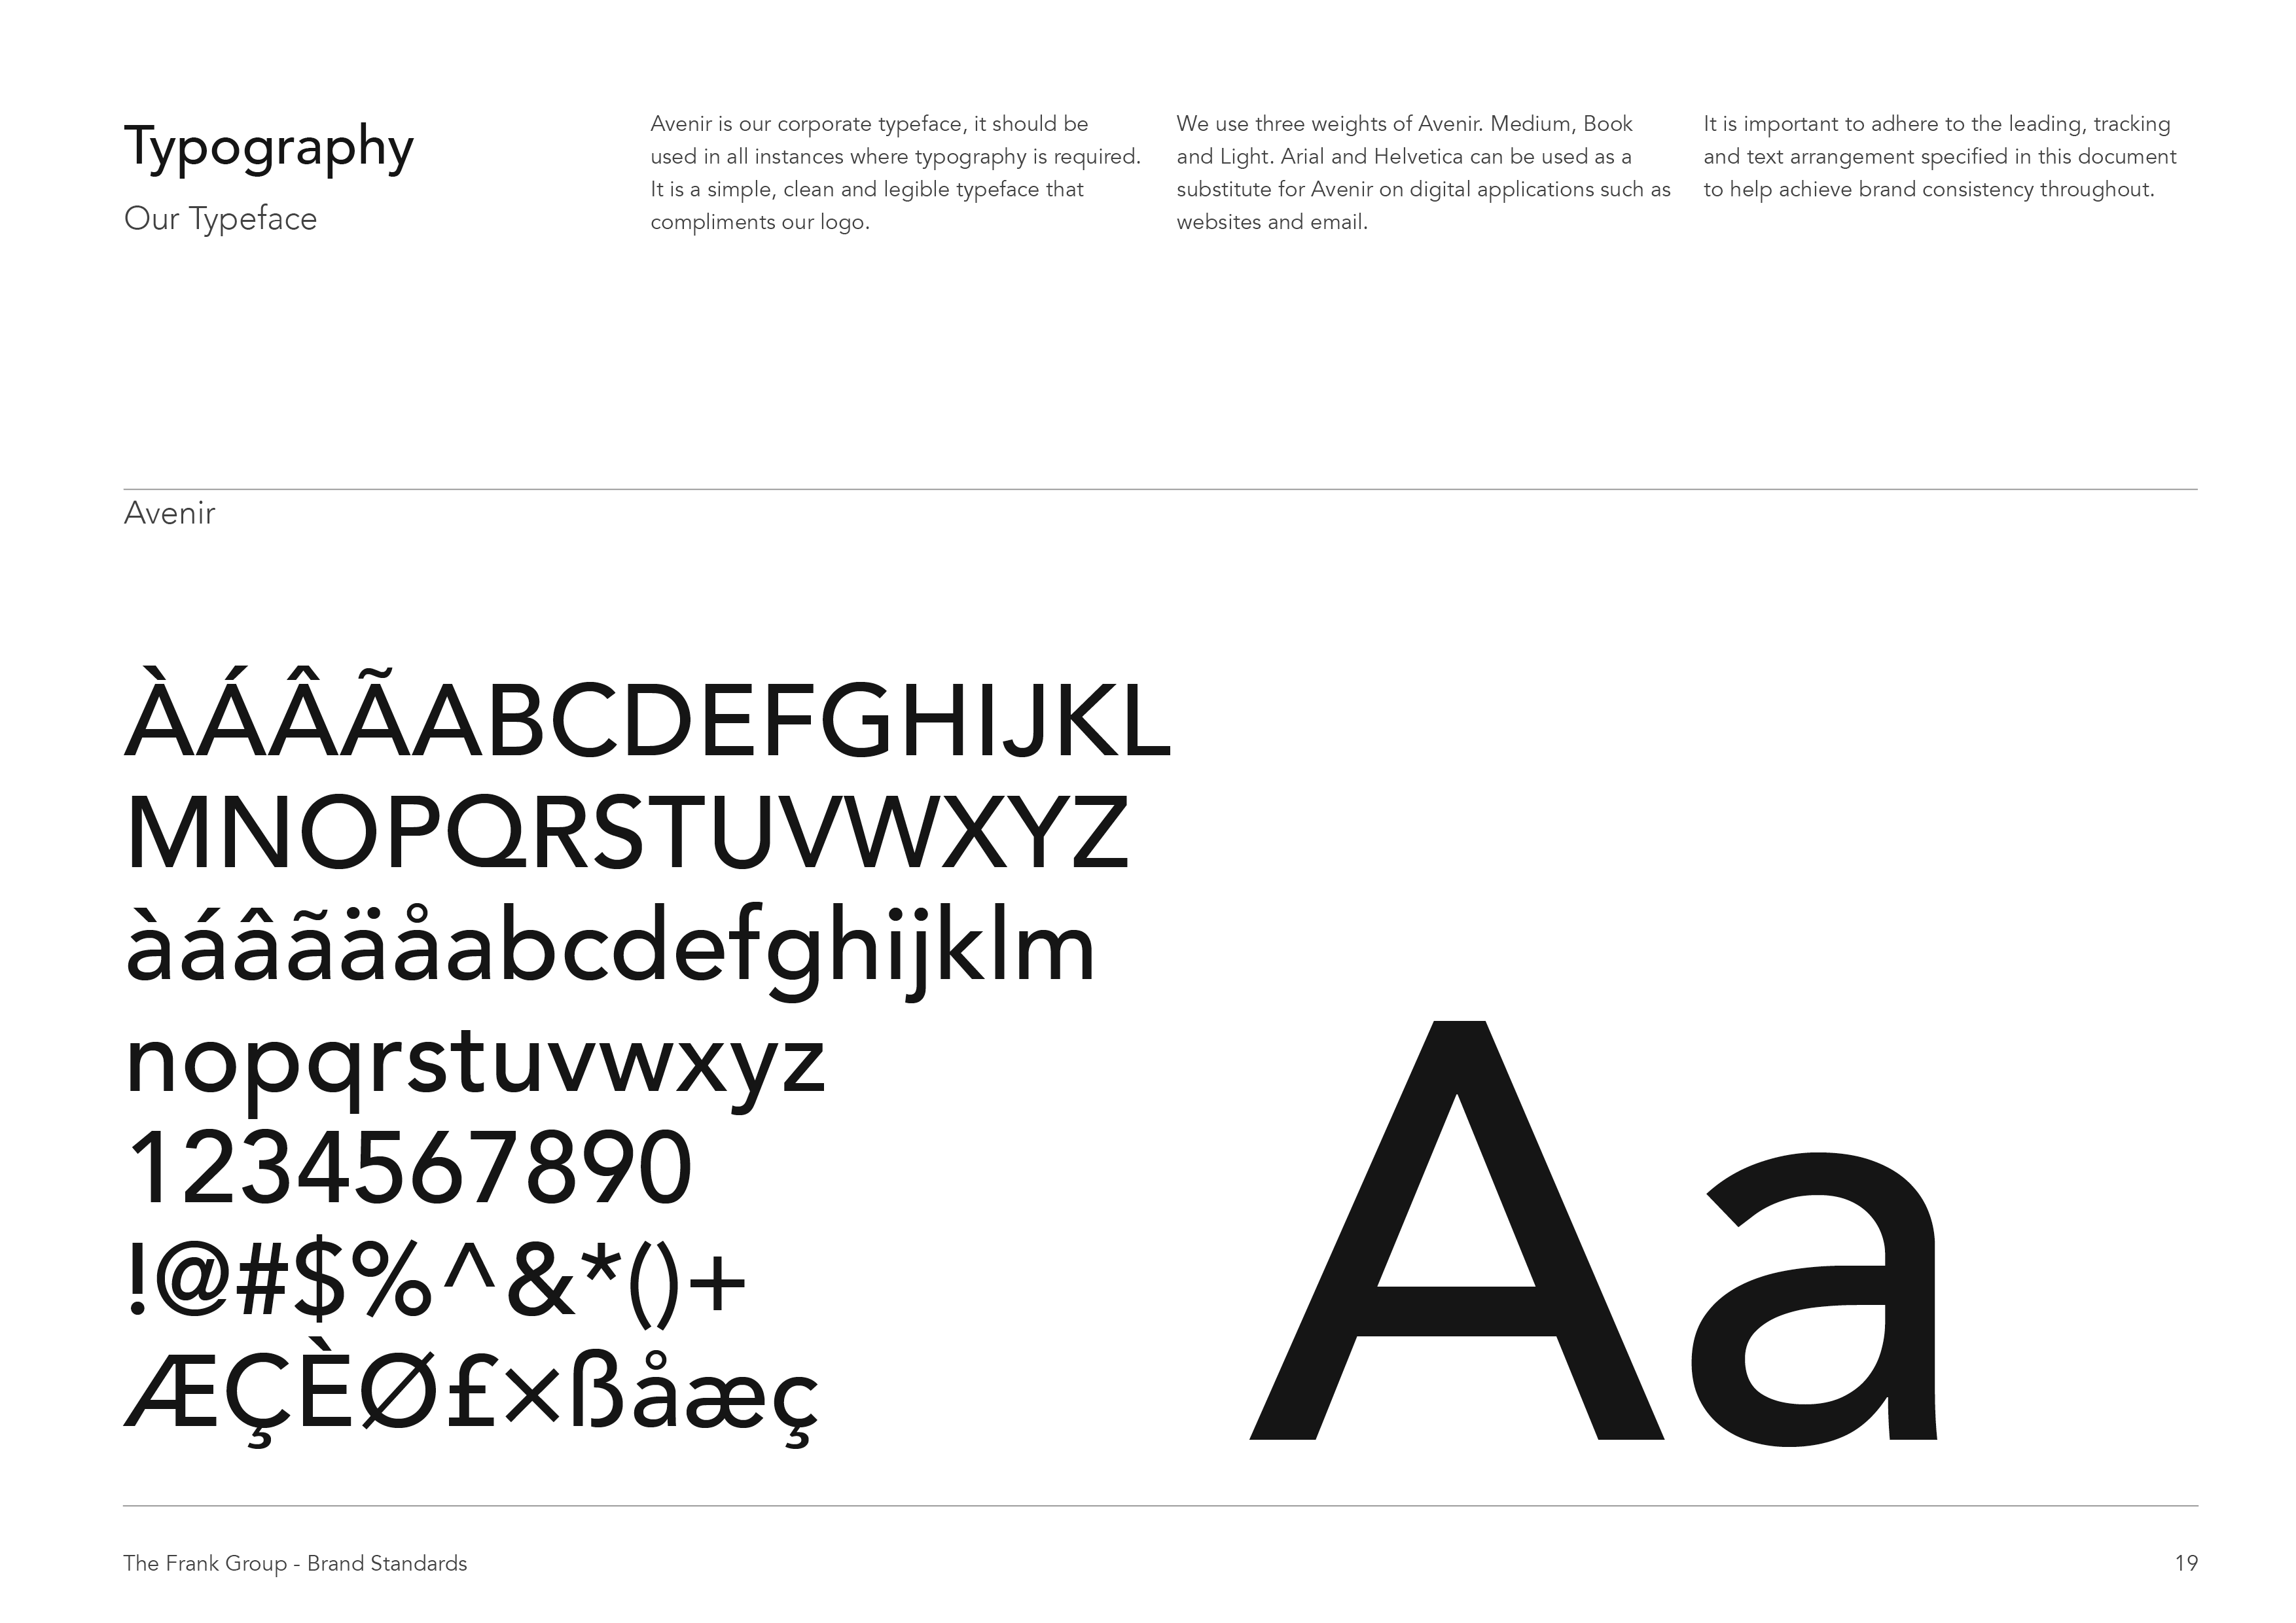 Typography
Our Typeface
Avenir is our corporate typeface, it should be
used in all instances where typography is required.
It is a simple, clean and legible typeface that
compliments our logo.
We use three weights of Avenir. Medium, Book
and Light. Arial and Helvetica can be used as a
substitute for Avenir on digital applications such as
websites and email.
It is important to adhere to the leading, tracking
and text arrangement specified in this document
to help achieve brand consistency throughout.
Avenir
ÀÁÂÃABCDEFGHIJKL
MNOPQRSTUVWXYZ
àáâãäåabcdefghijklm
nopqrstuvwxyz
1234567890
!@#$%^&*()+
ÆÇÈØ£×ßåæç
Aa
The Frank Group - Brand Standards
19